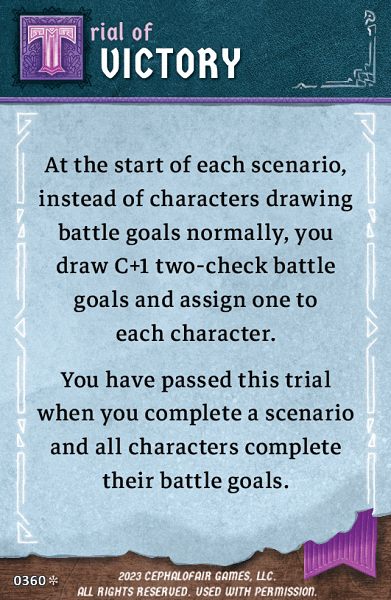 Trial of
VICTORY
At the start of each scenario,
instead of characters drawing
battle goals normally, you
draw C+1 two-check battle
goals and assign one to
each character.
You have passed this trial
when you complete a scenario
and all characters complete
their battle goals.
0360*
2023 CEPHALOFAIR GAMES, LLC.
ALL RIGHTS RESERVED. USED WITH PERMISSION.